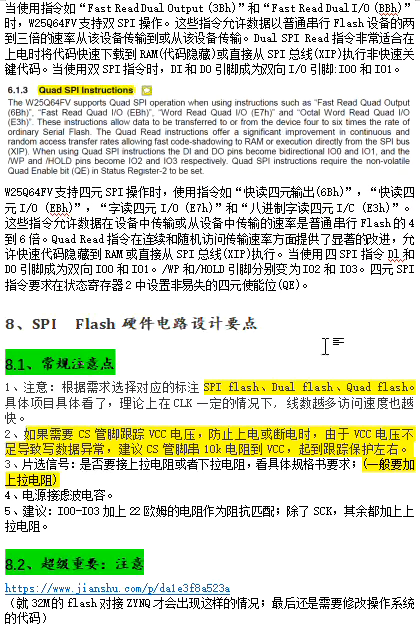 当使用指令如“Fast Read Dual Output (3Bh)”和“Fast Read Dual I/O (BBh)”
时，W25Q64FV支持双SPI操作。这些指令允许数据以普通串行Flash设备的两
到三倍的速率从该设备传输到或从该设备传输。Dual SPI Read指令非常适合在
上电时将代码快速下载到RAM(代码隐藏)或直接从SPI总线(XIP)执行非快速关
键代码。当使用双SPI指令时，DI和DO引脚成为双向I/O引脚:IO0和IO1。
6.1.3 Quad SPI Instructions
The W25Q64FV supports Quad SPI operation when using instructions such as “Fast Read Quad Output
(6Bh)”, “Fast Read Quad I/O (EBh)”, “Word Read Quad I/O (E7h)” and “Octal Word Read Quad I/O
(E3h)”. These instructions allow data to be transferred to or from the device four to six times the rate of
ordinary Serial Flash. The Quad Read instructions offer a significant improvement in continuous and
random access transfer rates allowing fast code-shadowing to RAM or execution directly from the SPI bus
(XIP). When using Quad SPI instructions the DI and DO pins become bidirectional IO0 and IO1, and the
/WP and /HOLD pins become IO2 and IO3 respectively. Quad SPI instructions require the non-volatile
Quad Enable bit (QE) in Status Register-2 to be set.
W25Q64FV支持四元SPI操作时，使用指令如“快读四元输出(6Bh)”，“快读四
元I/O (EBh)”，“字读四元I/O (E7h)”和“八进制字读四元I/C (E3h)”。
这些指令允许数据在设备中传输或从设备中传输的速率是普通串行Flash的4
到6倍。Quad Read指令在连续和随机访问传输速率方面提供了显著的改进，允
许快速代码隐藏到RAM或直接从SPI总线(XIP)执行。当使用四SPI指令Dl和
DO引脚成为双向IO0和IO1。/WP和/HOLD引脚分别变为IO2和IO3。四元SPI
指令要求在状态寄存器2中设置非易失的四元使能位(QE)。
8、SPI Flash硬件电路设计要点
8.1、常规注意点
1、注意：根据需求选择对应的标注SPI flash、Dual flash、Quad flash。
具体项目具体看了，理论上在CLK一定的情况下，线数越多访问速度也越
快。
2、如果需要CS管脚跟踪VCC电压，防止上电或断电时，由于VCC电压不
足导致写数据异常，建议CS管脚串10k电阻到VCC，起到跟踪保护左右。
3、片选信号：是否要接上拉电阻或者下拉电阻，看具体规格书要求；(一般要加
上拉电阻)
4、电源接滤波电容。
5、建议：IO0-IO3加上22欧姆的电阻作为阻抗匹配；除了SCK，其余都加上上
拉电阻。
8.2、超级重要：注意
https://www.jianshu.com/p/da1e3f8a523a
（就32M的flash对接ZYNQ才会出现这样的情况；最后还是需要修改操作系统
的代码）